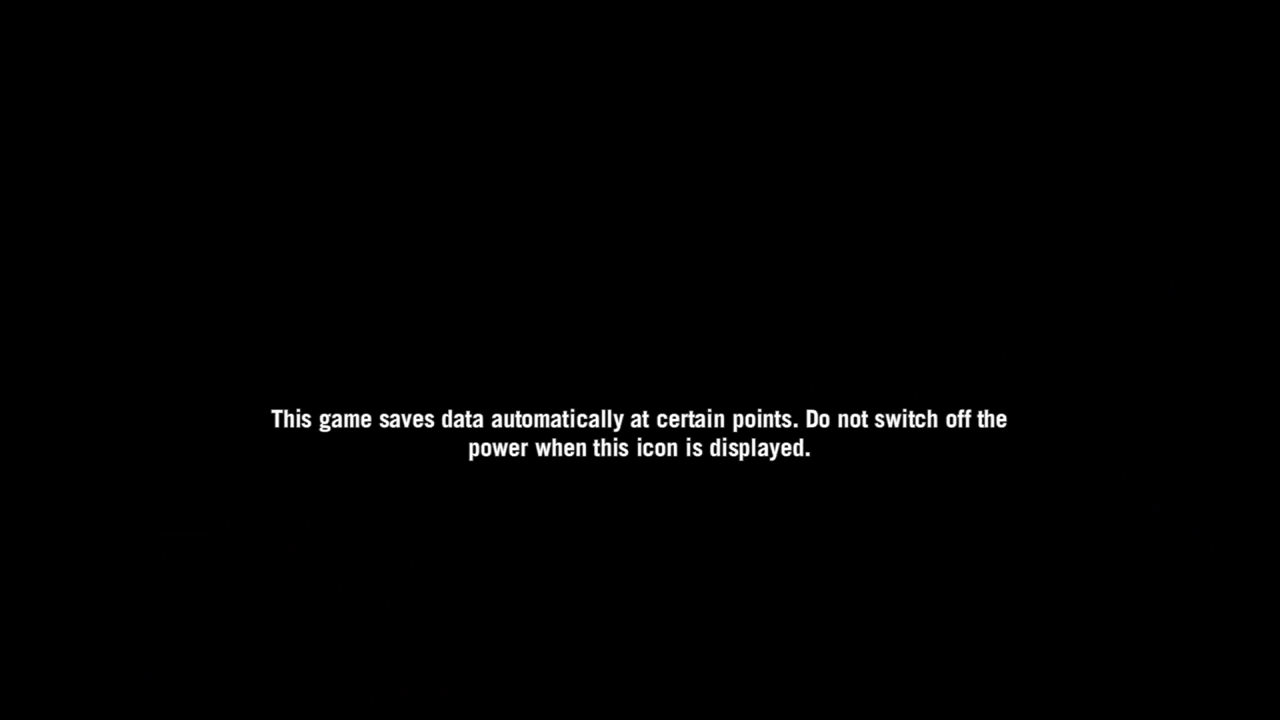 This game saves data automatically at certain points. Do not switch off the
power when this icon is displayed.